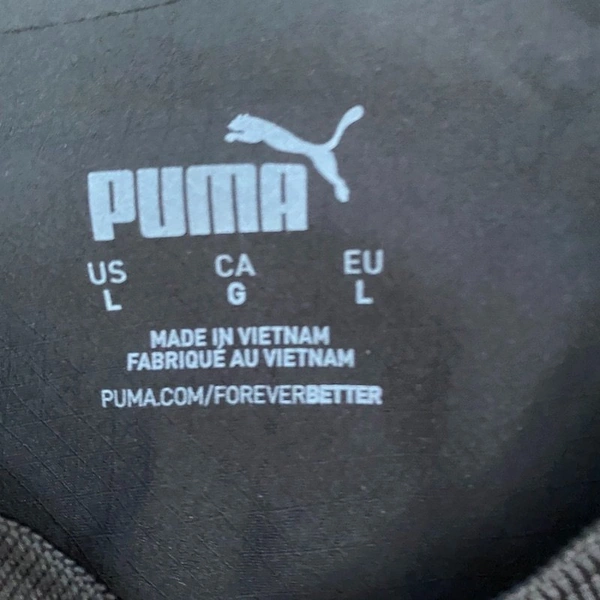 PUMA
US CA EU
L G L
MADE IN VIETNAM
FABRIQUÉ AU VIETNAM
PUMA.COM/FOREVERBETTER